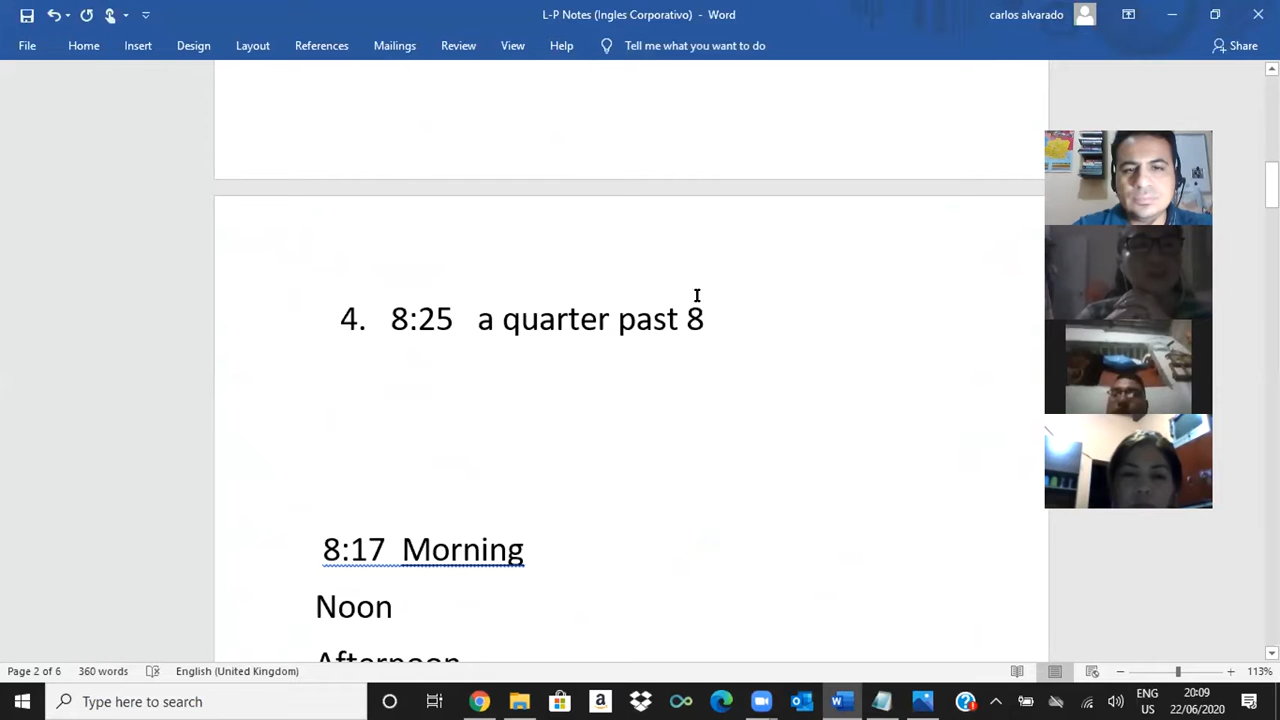 L-P Notes (Ingles Corporativo) - Word
carlos alvarado
File Home Insert Design Layout References Mailings Review View Help Tell me what you want to do Share
4. 8:25 a quarter past 8
8:17 Morning
Noon
Afternoon
Page 2 of 6 360 words English (United Kingdom) 113%
Type here to search
ENG 20:09
US 22/06/2020